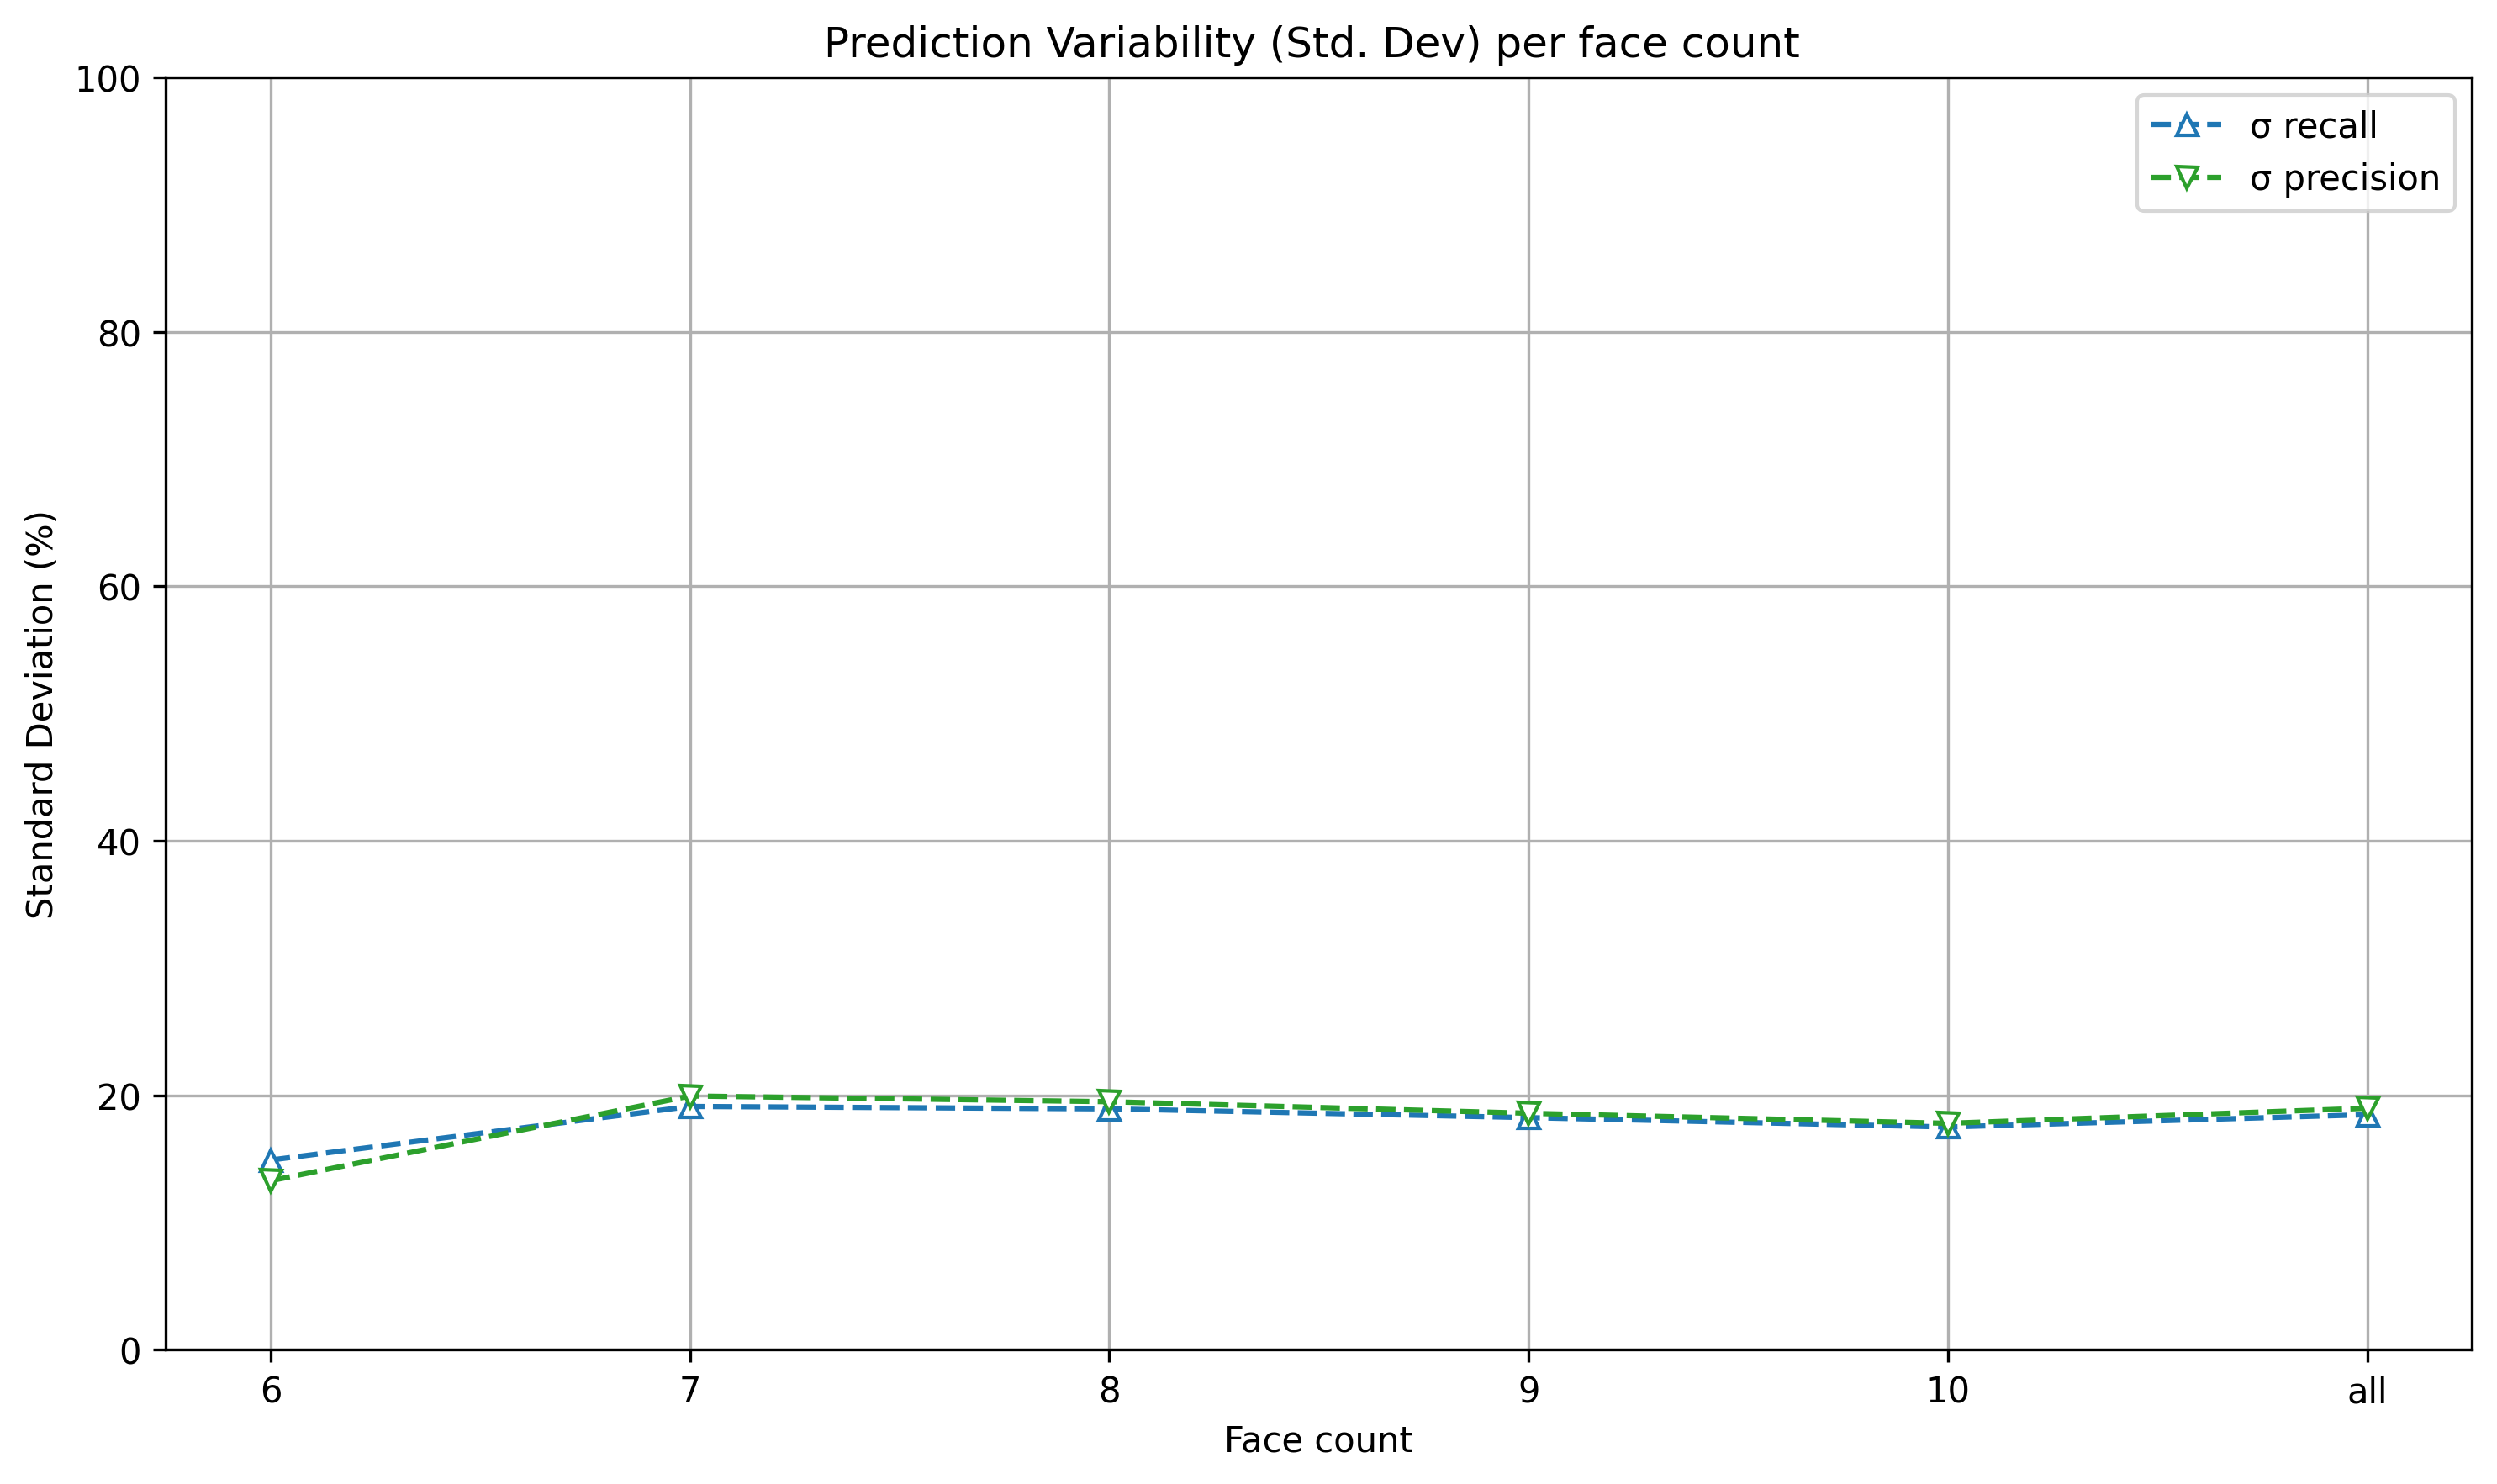 Prediction Variability (Std. Dev) per face count
100
80
60
40
20
0
Standard Deviation (%)
σ recall
σ precision
6 7 8 9 10 all
Face count